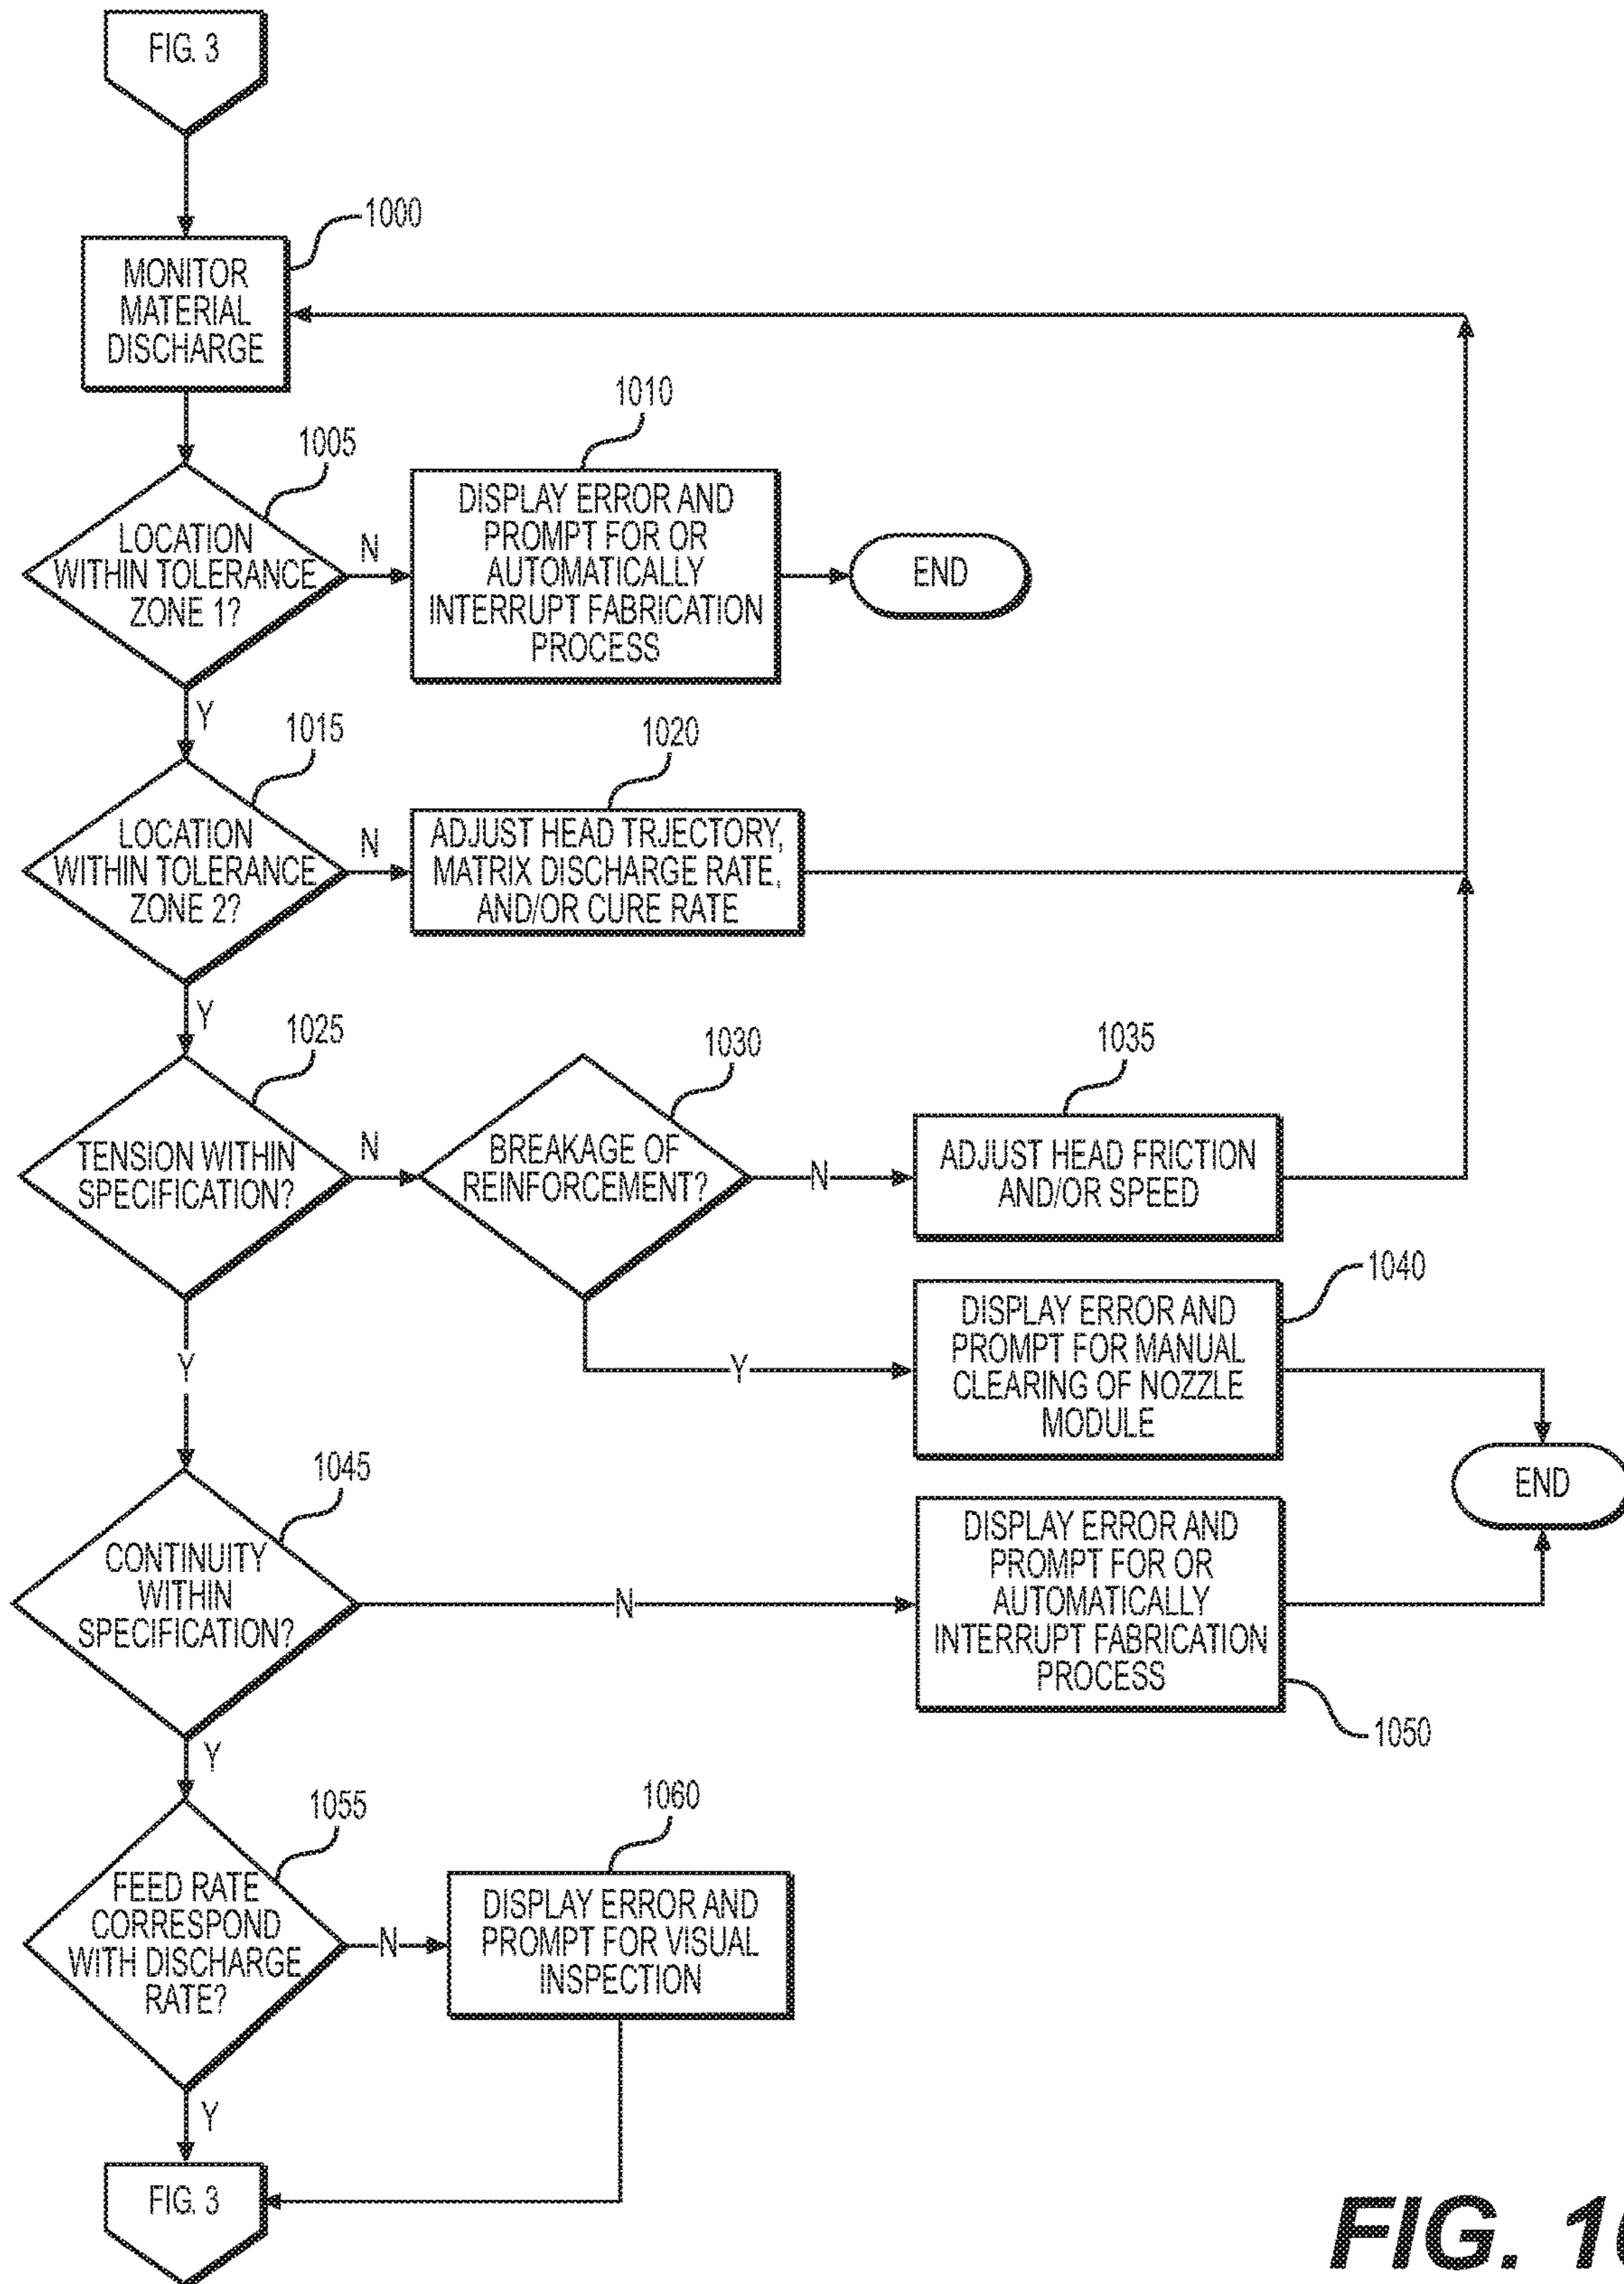 FIG. 3
1000
MONITOR
MATERIAL
DISCHARGE
1005
LOCATION
WITHIN TOLERANCE
ZONE 1?
N
1010
DISPLAY ERROR AND
PROMPT FOR OR
AUTOMATICALLY
INTERRUPT FABRICATION
PROCESS
END
Y
1015
LOCATION
WITHIN TOLERANCE
ZONE 2?
N
1020
ADJUST HEAD TRJECTORY,
MATRIX DISCHARGE RATE,
AND/OR CURE RATE
Y
1025
TENSION WITHIN
SPECIFICATION?
N
1030
BREAKAGE OF
REINFORCEMENT?
N
1035
ADJUST HEAD FRICTION
AND/OR SPEED
Y
Y
1040
DISPLAY ERROR AND
PROMPT FOR MANUAL
CLEARING OF NOZZLE
MODULE
END
1045
CONTINUITY
WITHIN
SPECIFICATION?
N
DISPLAY ERROR AND
PROMPT FOR OR
AUTOMATICALLY
INTERRUPT FABRICATION
PROCESS
1050
Y
1055
FEED RATE
CORRESPOND
WITH DISCHARGE
RATE?
N
1060
DISPLAY ERROR AND
PROMPT FOR VISUAL
INSPECTION
Y
FIG. 3
FIG.